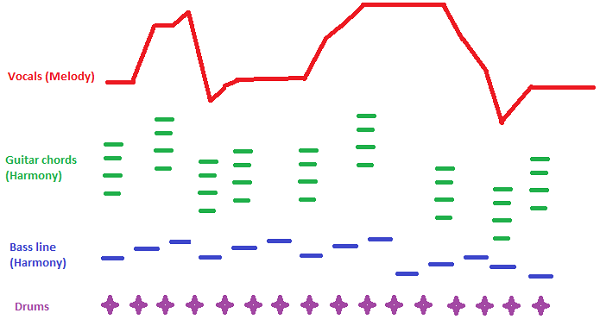 Vocals (Melody)
Guitar chords
(Harmony)
Bass line
(Harmony)
Drums